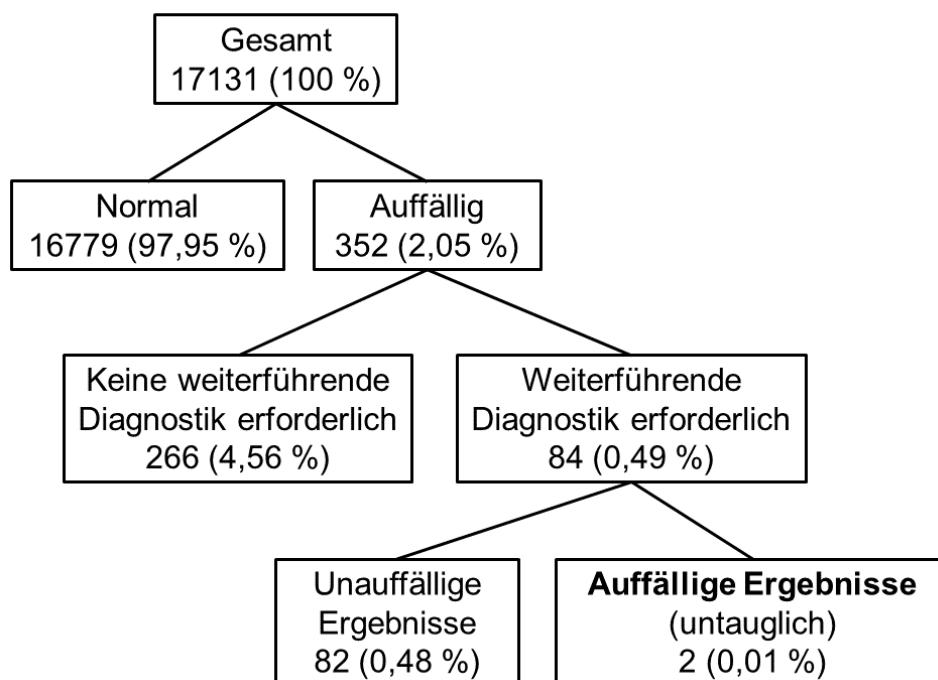 Gesamt
17131 (100 %)
Normal
16779 (97,95 %)
Auffällig
352 (2,05 %)
Keine weiterführende
Diagnostik erforderlich
266 (4,56 %)
Weiterführende
Diagnostik erforderlich
84 (0,49 %)
Unauffällige
Ergebnisse
82 (0,48 %)
Auffällige Ergebnisse
(untauglich)
2 (0,01 %)